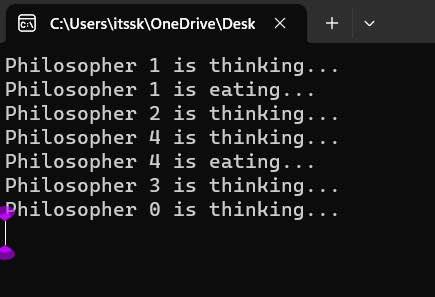 C:\Users\itssk\OneDrive\Desk
Philosopher 1 is thinking...
Philosopher 1 is eating...
Philosopher 2 is thinking...
Philosopher 4 is thinking...
Philosopher 4 is eating...
Philosopher 3 is thinking...
Philosopher 0 is thinking...